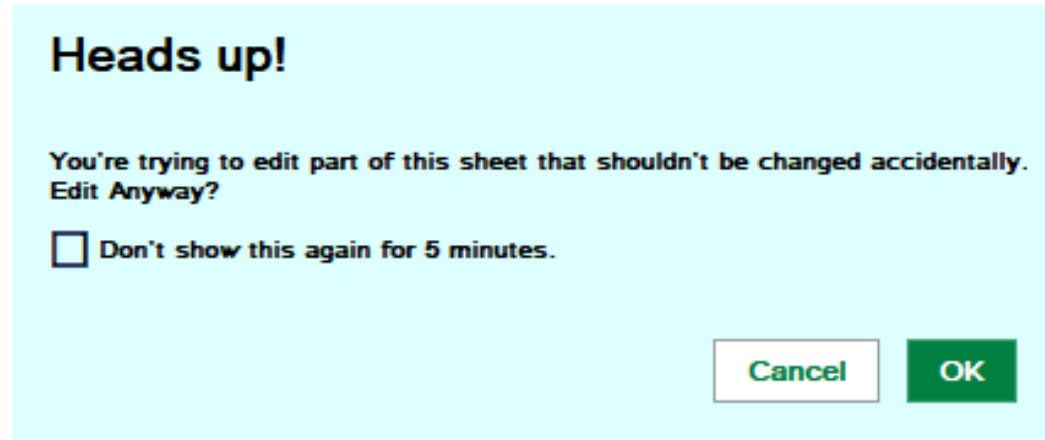 Heads up!
You're trying to edit part of this sheet that shouldn't be changed accidentally.
Edit Anyway?
Don't show this again for 5 minutes.
Cancel OK